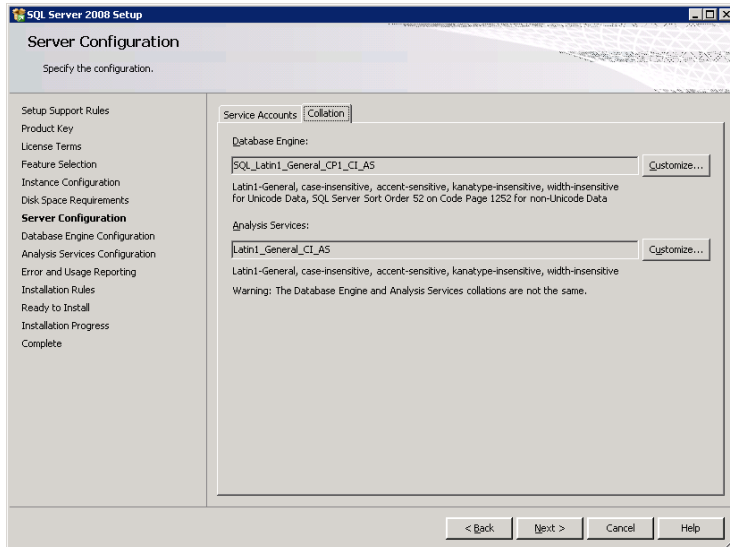 SQL Server 2008 Setup
Server Configuration
Specify the configuration.
Setup Support Rules
Product Key
License Terms
Feature Selection
Instance Configuration
Disk Space Requirements
Server Configuration
Database Engine Configuration
Analysis Services Configuration
Error and Usage Reporting
Installation Rules
Ready to Install
Installation Progress
Complete
Service Accounts Collation
Database Engine:
SQL_Latin1_General_CP1_CI_AS Customize...
Latin1-General, case-insensitive, accent-sensitive, kanatype-insensitive, width-insensitive
for Unicode Data, SQL Server Sort Order 52 on Code Page 1252 for non-Unicode Data
Analysis Services:
Latin1_General_CI_AS Customize...
Latin1-General, case-insensitive, accent-sensitive, kanatype-insensitive, width-insensitive
Warning: The Database Engine and Analysis Services collations are not the same.
< Back Next > Cancel Help